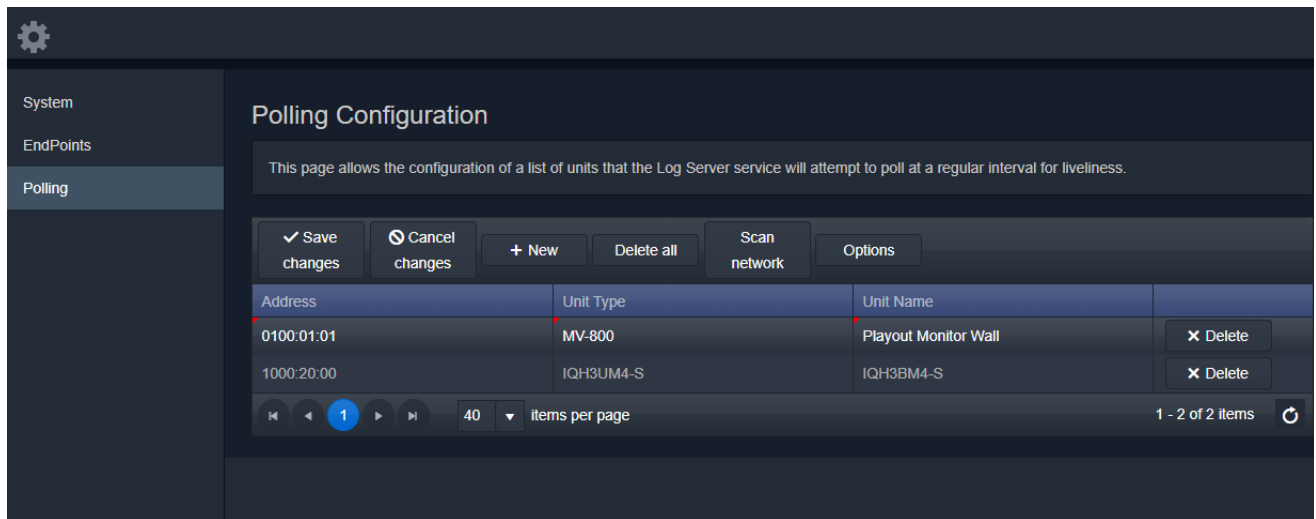 System
EndPoints
Polling
Polling Configuration
This page allows the configuration of a list of units that the Log Server service will attempt to poll at a regular interval for liveliness.
Save changes
Cancel changes
+ New
Delete all
Scan network
Options
Address Unit Type Unit Name
0100:01:01 MV-800 Playout Monitor Wall Delete
1000:20:00 IQH3UM4-S IQH3BM4-S Delete
1 40 items per page 1 - 2 of 2 items